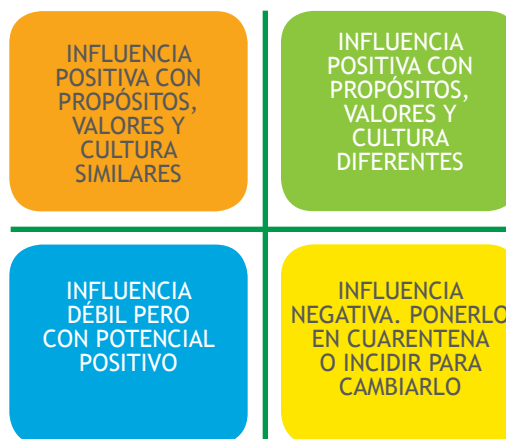 INFLUENCIA
POSITIVA CON
PROPÓSITOS,
VALORES Y
CULTURA
SIMILARES
INFLUENCIA
POSITIVA CON
PROPÓSITOS,
VALORES Y
CULTURA
DIFERENTES
INFLUENCIA
DÉBIL PERO
CON POTENCIAL
POSITIVO
INFLUENCIA
NEGATIVA. PONERLO
EN CUARENTENA
O INCIDIR PARA
CAMBIARLO